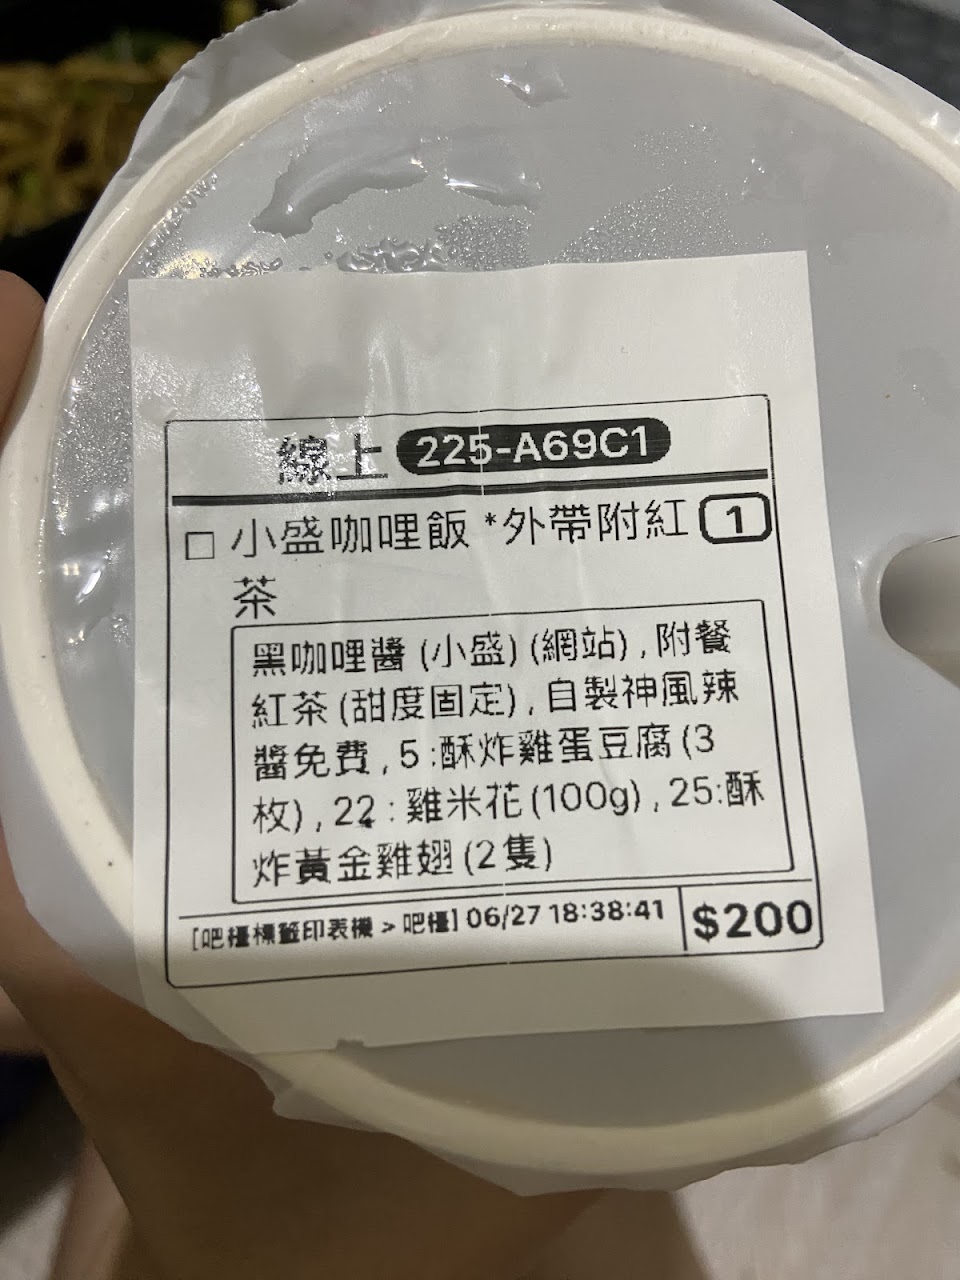 線上 225-A69C1
□ 小盛咖哩飯 *外帶附紅 1
茶
黑咖哩醬 (小盛) (網站) , 附餐
紅茶 (甜度固定) , 自製神風辣
醬免費 , 5 :酥炸雞蛋豆腐 (3
枚) , 22 : 雞米花 (100g) , 25:酥
炸黃金雞翅 (2 隻)
[吧檯標籤印表機 > 吧檯] 06/27 18:38:41 $200